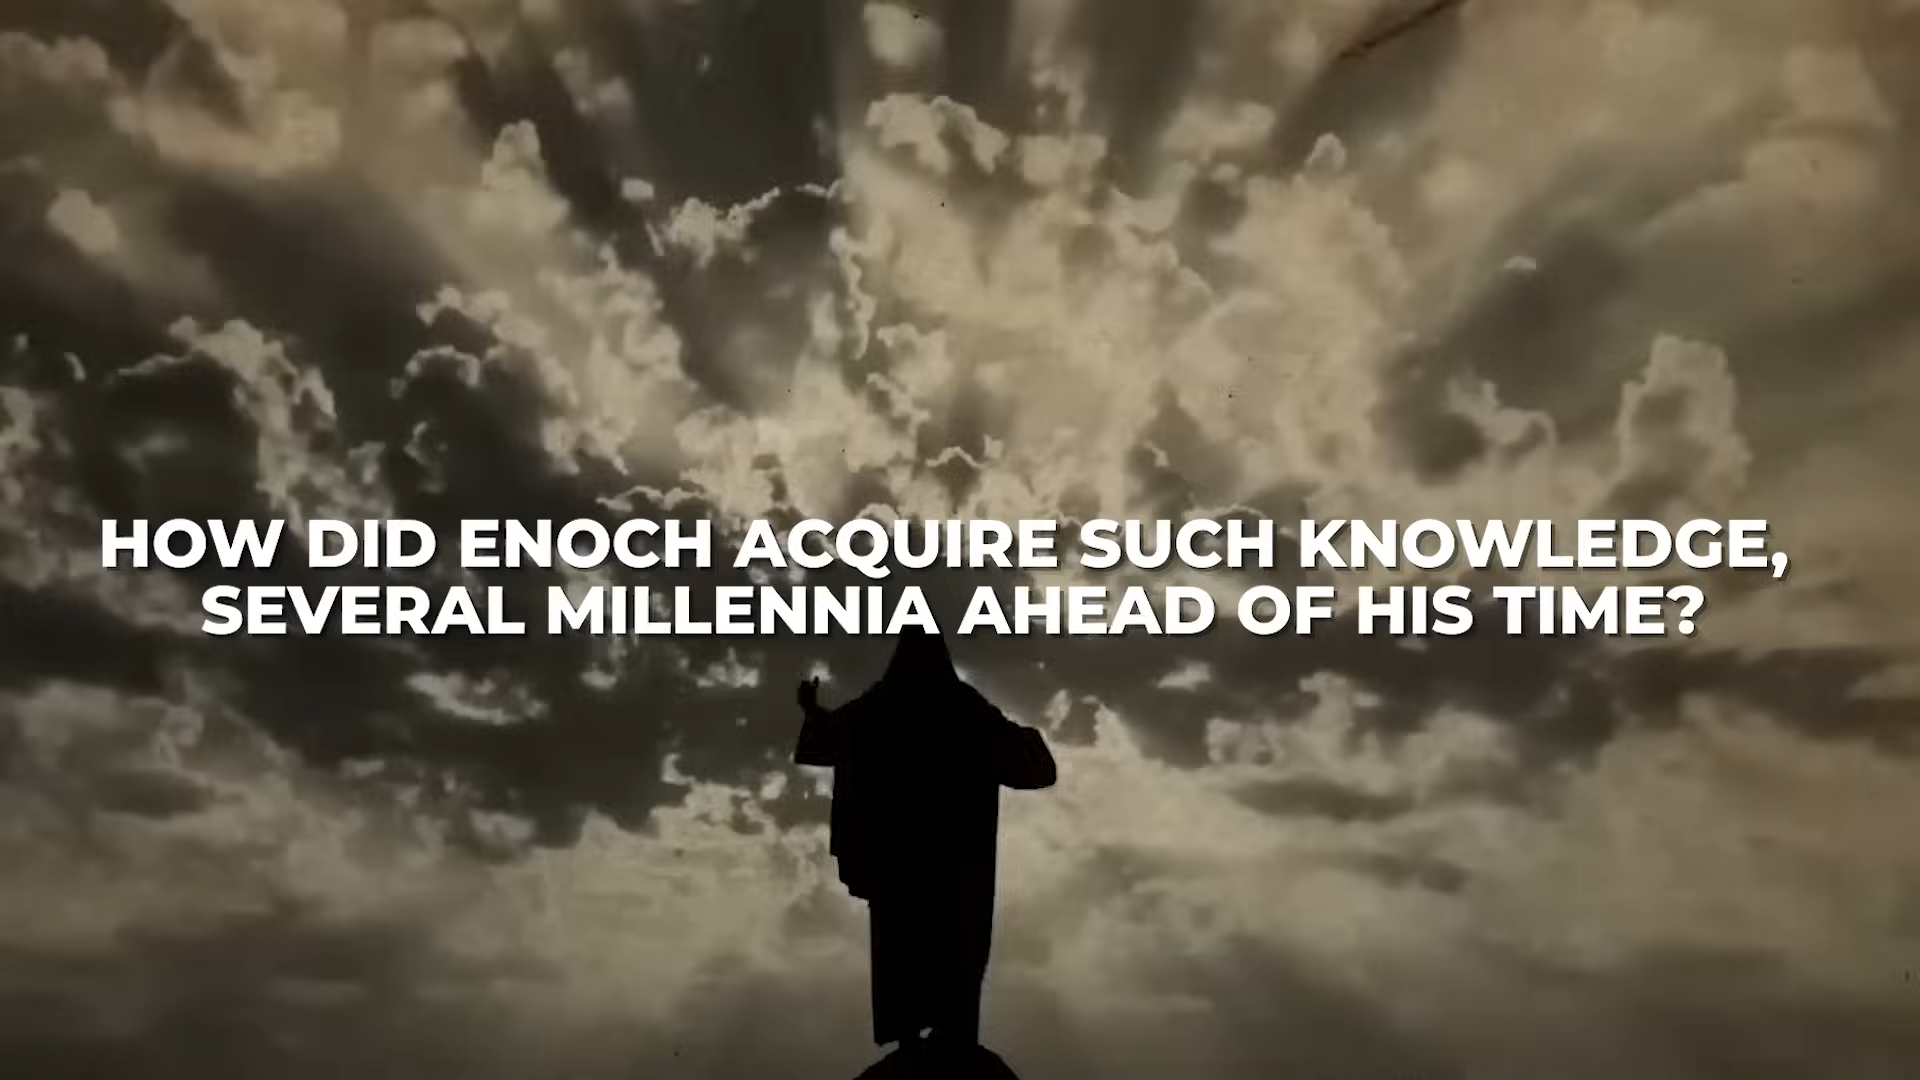 HOW DID ENOCH ACQUIRE SUCH KNOWLEDGE,
SEVERAL MILLENNIA AHEAD OF HIS TIME?